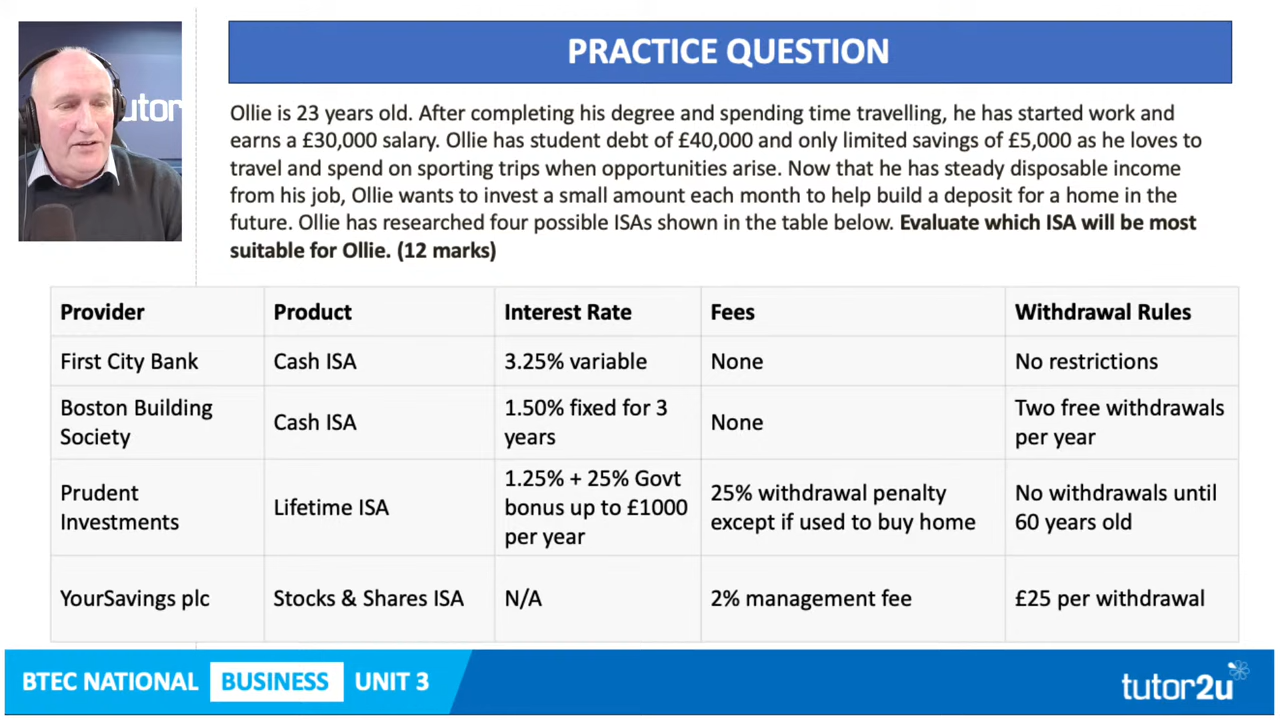 utor
PRACTICE QUESTION
Ollie is 23 years old. After completing his degree and spending time travelling, he has started work and
earns a £30,000 salary. Ollie has student debt of £40,000 and only limited savings of £5,000 as he loves to
travel and spend on sporting trips when opportunities arise. Now that he has steady disposable income
from his job, Ollie wants to invest a small amount each month to help build a deposit for a home in the
future. Ollie has researched four possible ISAs shown in the table below. Evaluate which ISA will be most
suitable for Ollie. (12 marks)
Provider Product Interest Rate Fees Withdrawal Rules
First City Bank Cash ISA 3.25% variable None No restrictions
Boston Building
Society
Cash ISA
1.50% fixed for 3
years
None
Two free withdrawals
per year
Prudent
Investments
Lifetime ISA
1.25% + 25% Govt
bonus up to £1000
per year
25% withdrawal penalty
except if used to buy home
No withdrawals until
60 years old
YourSavings plc Stocks & Shares ISA N/A 2% management fee £25 per withdrawal
BTEC NATIONAL BUSINESS UNIT 3
tutor2u